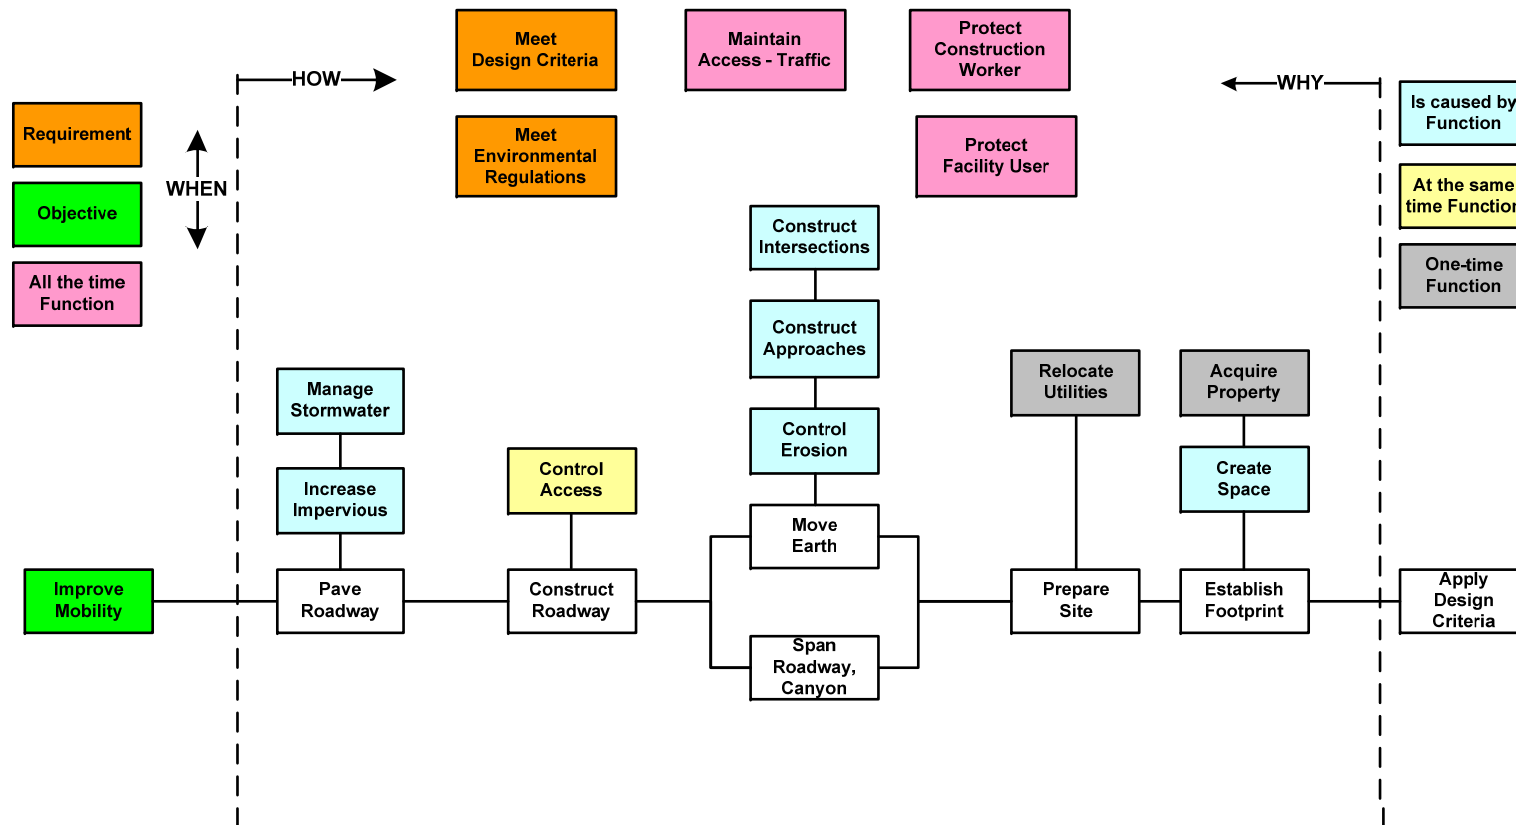 Meet
Design Criteria
Maintain
Access - Traffic
Protect
Construction
Worker
HOW
WHY
Requirement
Is caused by
Function
Meet
Environmental
Regulations
Protect
Facility User
WHEN
Objective
At the same
time Function
All the time
Function
One-time
Function
Construct
Intersections
Construct
Approaches
Manage
Stormwater
Relocate
Utilities
Acquire
Property
Control
Erosion
Increase
Impervious
Control
Access
Create
Space
Move
Earth
Improve
Mobility
Pave
Roadway
Construct
Roadway
Prepare
Site
Establish
Footprint
Apply
Design
Criteria
Span
Roadway,
Canyon